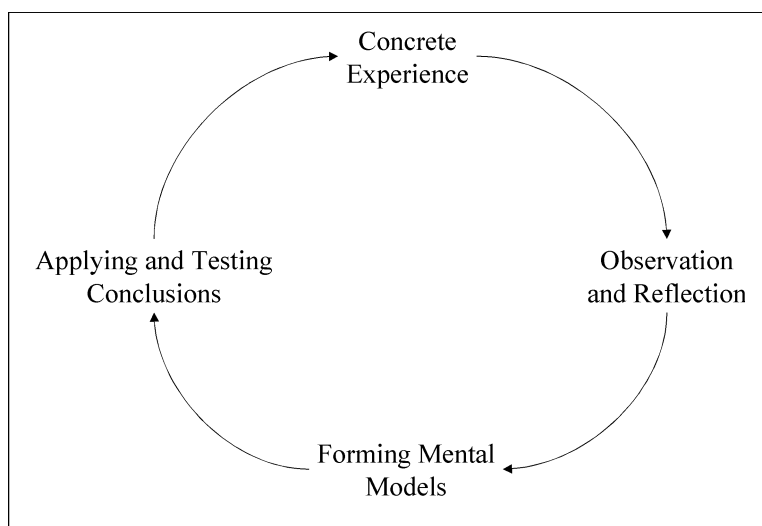 Concrete
Experience
Observation
and Reflection
Forming Mental
Models
Applying and Testing
Conclusions